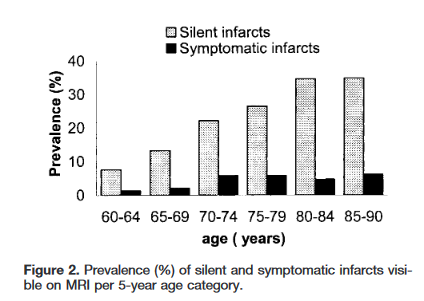 Silent infarcts
Symptomatic infarcts
Prevalence (%)
40
30
20
10
0
60-64 65-69 70-74 75-79 80-84 85-90
age ( years)
Figure 2. Prevalence (%) of silent and symptomatic infarcts visi-
ble on MRI per 5-year age category.